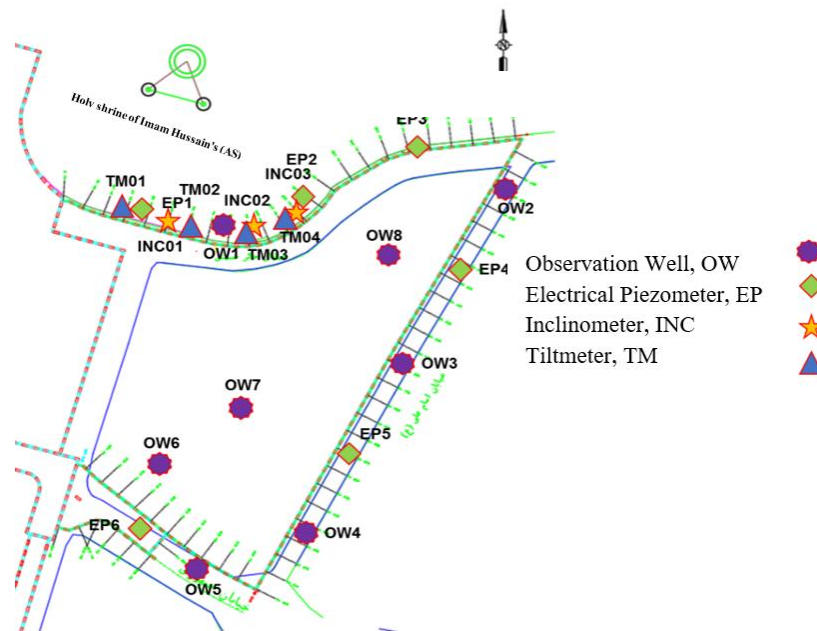 N
Holy shrine of Imam Hussain's (AS)
EP3
EP2
INC03
TM01
TM02
INC02
EP1
INC01
OW1
TM03
TM04
OW2
OW8
EP4
Observation Well, OW
Electrical Piezometer, EP
Inclinometer, INC
Tiltmeter, TM
OW3
OW7
EP5
OW6
EP6
OW4
OW5